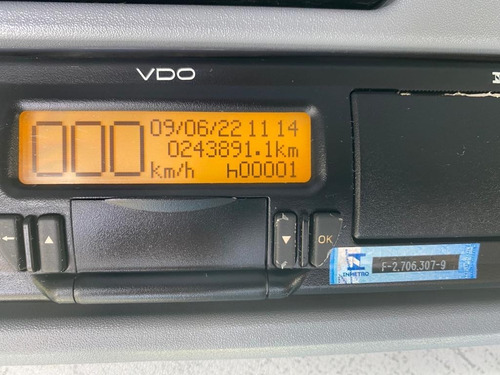 VDO
000 09/06/22 11 14
0243891.1km
km/h h00001
OK
INMETRO
F-2.706.307-9